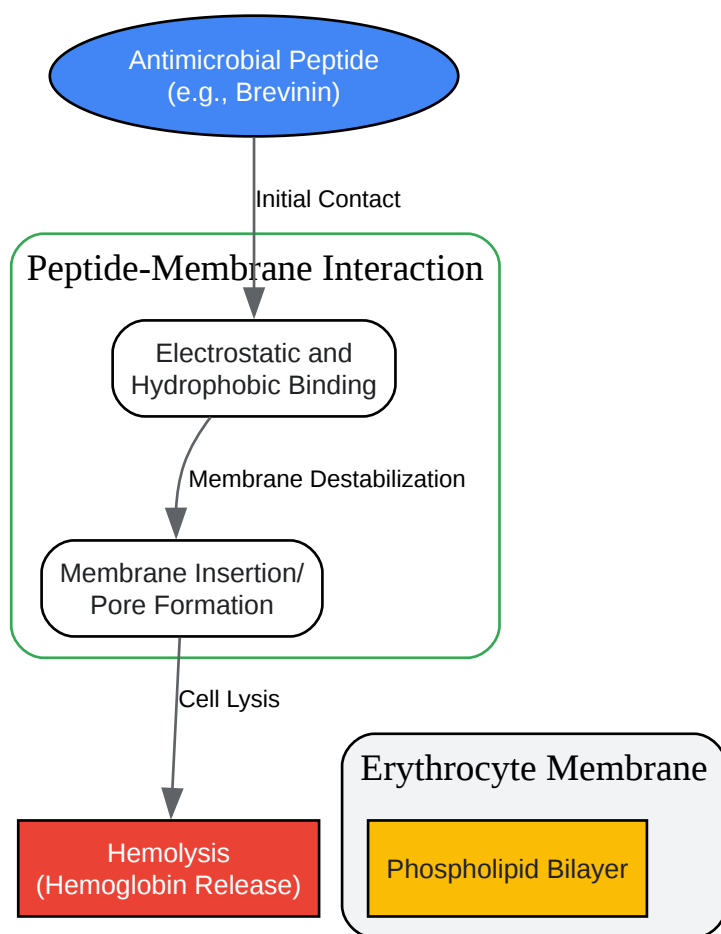 Antimicrobial Peptide
(e.g., Brevinin)
Initial Contact
Peptide-Membrane Interaction
Electrostatic and
Hydrophobic Binding
Membrane Destabilization
Membrane Insertion/
Pore Formation
Cell Lysis
Hemolysis
(Hemoglobin Release)
Erythrocyte Membrane
Phospholipid Bilayer